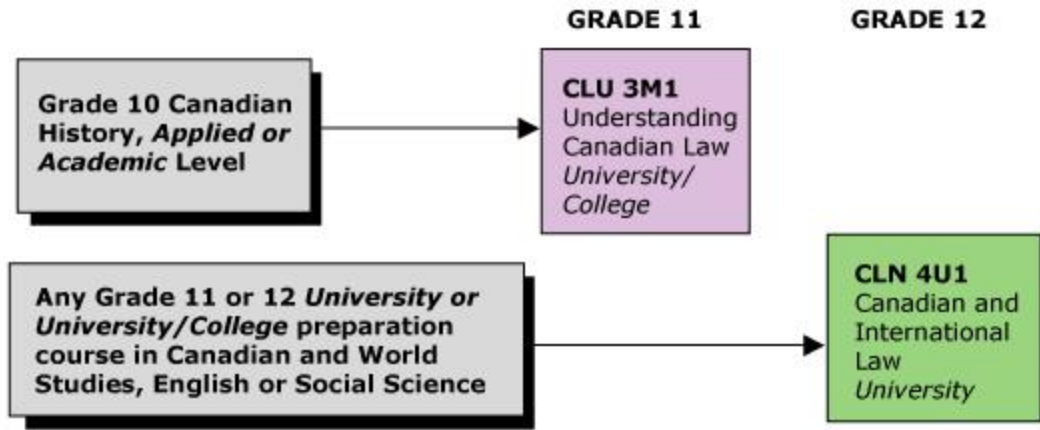 GRADE 11
GRADE 12
Grade 10 Canadian
History, Applied or
Academic Level
CLU 3M1
Understanding
Canadian Law
University/
College
Any Grade 11 or 12 University or
University/College preparation
course in Canadian and World
Studies, English or Social Science
CLN 4U1
Canadian and
International
Law
University